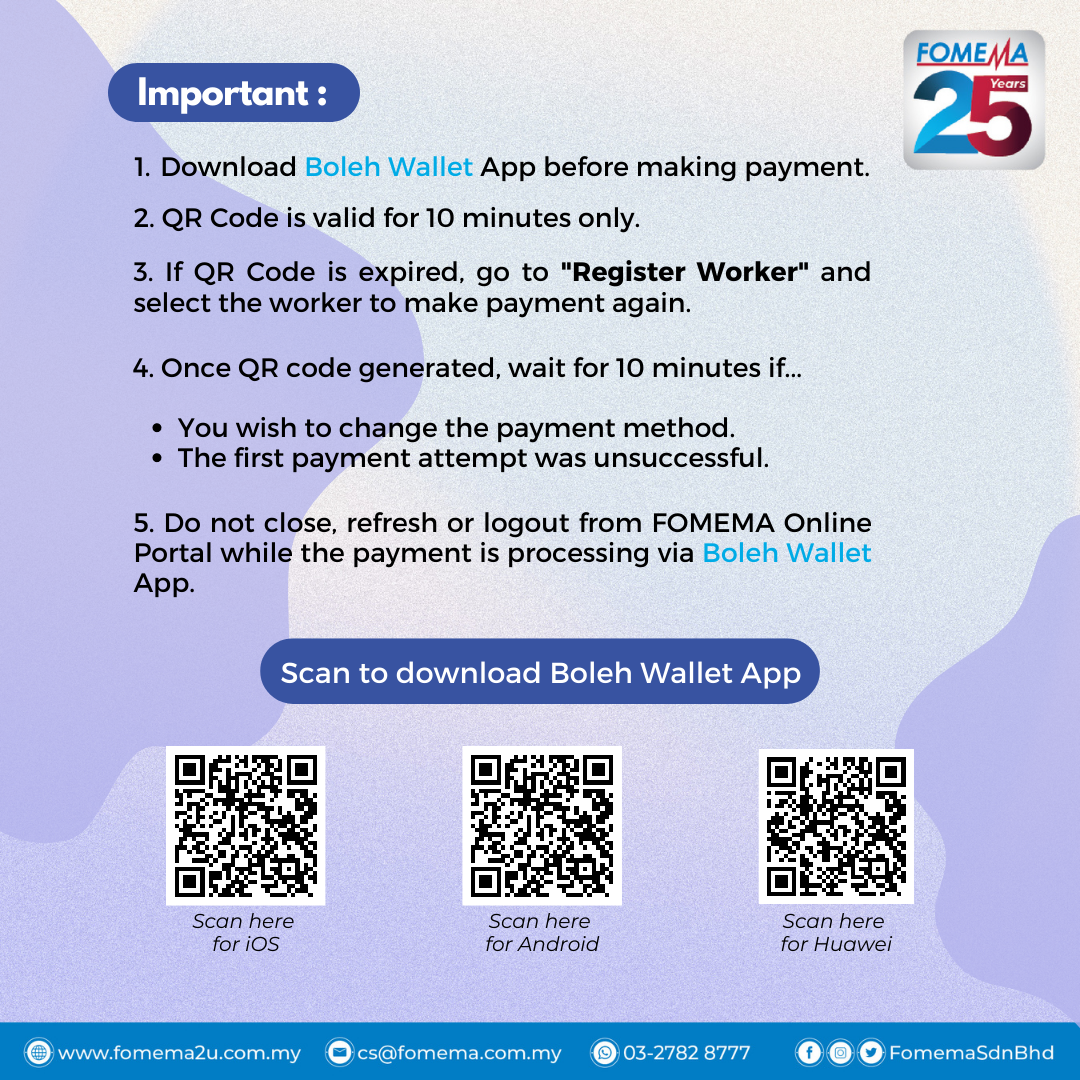 FOMEMA
25 Years
Important :
1. Download Boleh Wallet App before making payment.
2. QR Code is valid for 10 minutes only.
3. If QR Code is expired, go to "Register Worker" and
select the worker to make payment again.
4. Once QR code generated, wait for 10 minutes if...
• You wish to change the payment method.
• The first payment attempt was unsuccessful.
5. Do not close, refresh or logout from FOMEMA Online
Portal while the payment is processing via Boleh Wallet
App.
Scan to download Boleh Wallet App
Scan here
for iOS
Scan here
for Android
Scan here
for Huawei
www.fomema2u.com.my cs@fomema.com.my 03-2782 8777 FomemaSdnBhd